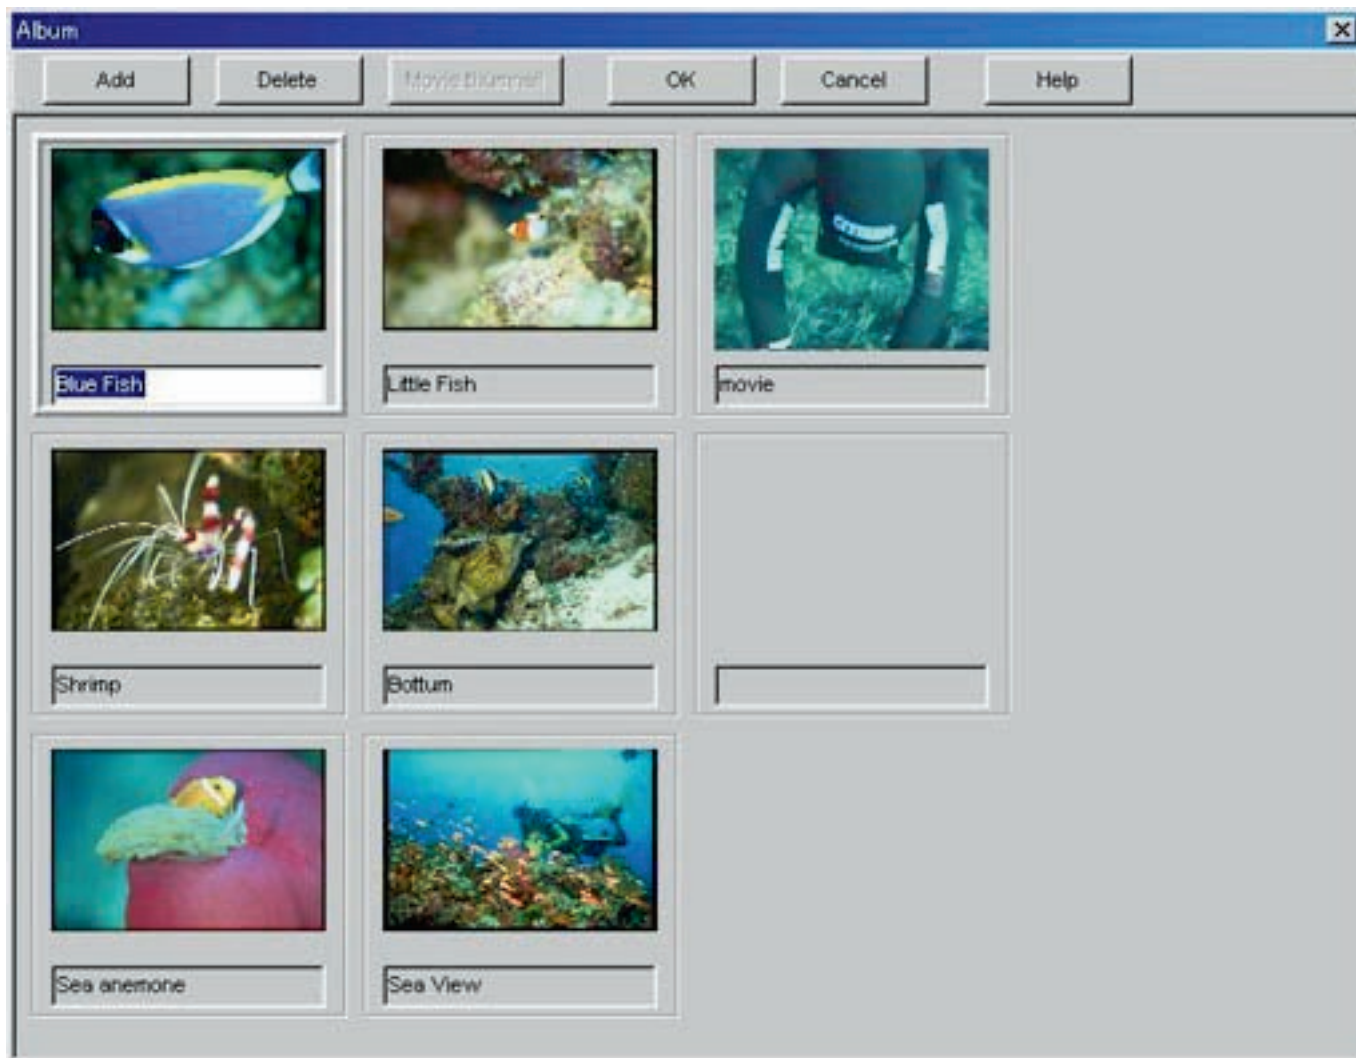 Album
Add
Delete
OK
Cancel
Help
Blue Fish
Little Fish
movie
Shrimp
Bottum
Sea anemone
Sea View